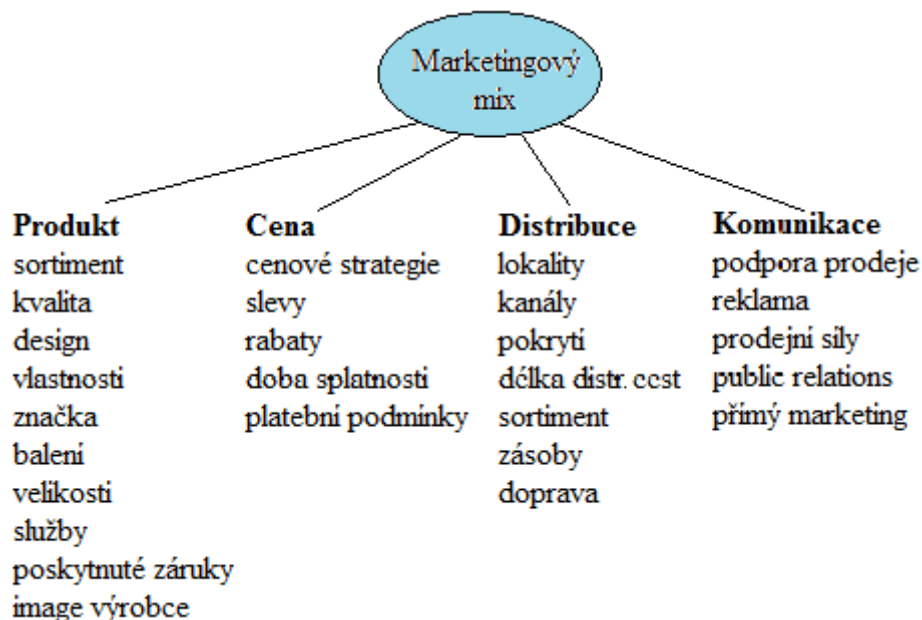 Marketingový
mix
Produkt
sortiment
kvalita
design
vlastnosti
značka
balení
velikosti
služby
poskytnuté záruky
image výrobce
Cena
cenové strategie
slevy
rabaty
doba splatnosti
platební podmínky
Distribuce
lokality
kanály
pokrytí
délka distr. cest
sortiment
zásoby
doprava
Komunikace
podpora prodeje
reklama
prodejní síly
public relations
přímý marketing